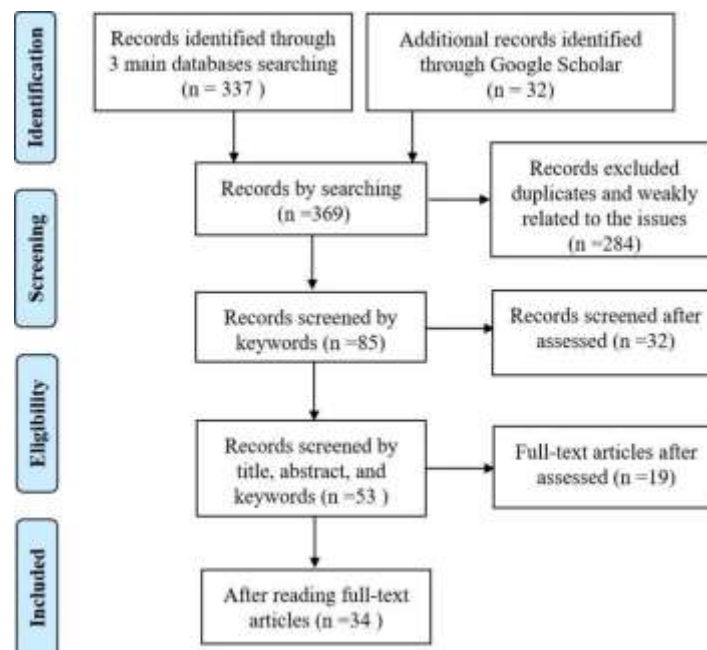 Identification
Records identified through
3 main databases searching
(n = 337 )
Additional records identified
through Google Scholar
(n = 32)
Screening
Records by searching
(n =369)
Records excluded
duplicates and weakly
related to the issues
(n =284)
Records screened by
keywords (n =85)
Records screened after
assessed (n =32)
Eligibility
Records screened by
title, abstract, and
keywords (n =53 )
Full-text articles after
assessed (n =19)
Included
After reading full-text
articles (n =34 )